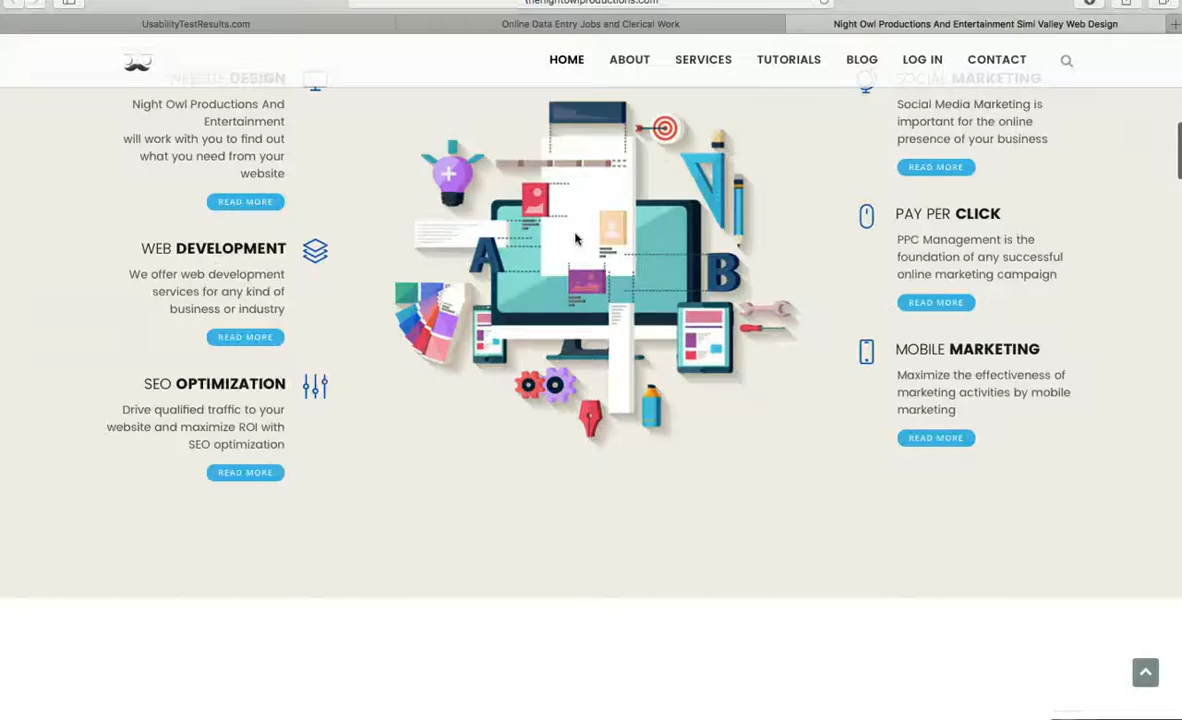 thenightowlproductions.com
UsabilityTestResults.com
Online Data Entry Jobs and Clerical Work
Night Owl Productions And Entertainment Simi Valley Web Design
HOME
ABOUT
SERVICES
TUTORIALS
BLOG
LOG IN
CONTACT
WEBSITE DESIGN
Night Owl Productions And
Entertainment
will work with you to find out
what you need from your
website
READ MORE
WEB DEVELOPMENT
We offer web development
services for any kind of
business or industry
READ MORE
SEO OPTIMIZATION
Drive qualified traffic to your
website and maximize ROI with
SEO optimization
READ MORE
A
B
SOCIAL MARKETING
Social Media Marketing is
important for the online
presence of your business
READ MORE
PAY PER CLICK
PPC Management is the
foundation of any successful
online marketing campaign
READ MORE
MOBILE MARKETING
Maximize the effectiveness of
marketing activities by mobile
marketing
READ MORE